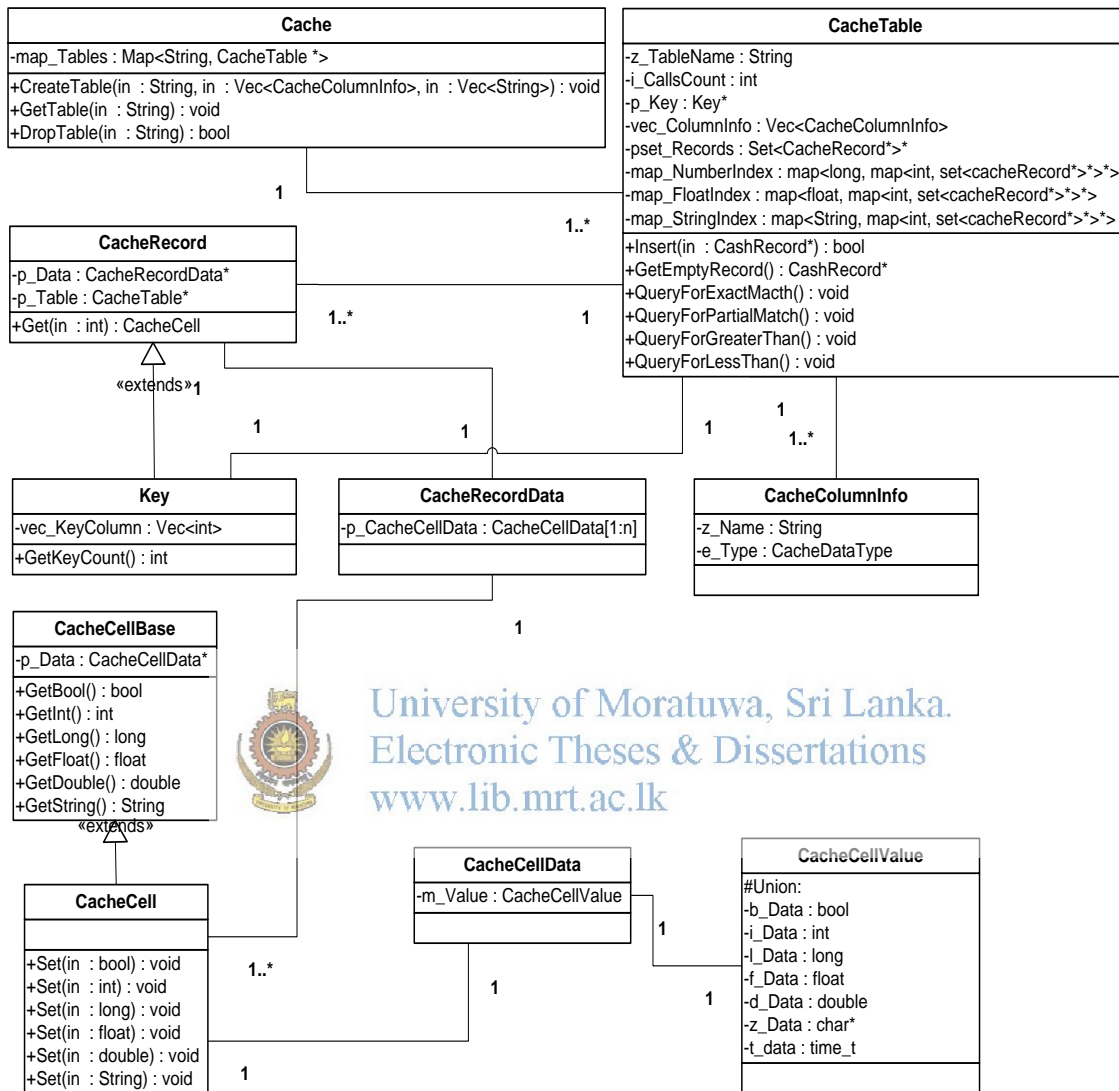 Cache
-map_Tables : Map<String, CacheTable *>
+CreateTable(in : String, in : Vec<CacheColumnInfo>, in : Vec<String>) : void
+GetTable(in : String) : void
+DropTable(in : String) : bool
CacheTable
-z_TableName : String
-i_CallsCount : int
-p_Key : Key*
-vec_ColumnInfo : Vec<CacheColumnInfo>
-pset_Records : Set<CacheRecord*>*
-map_NumberIndex : map<long, map<int, set<cacheRecord*>*>*>
-map_FloatIndex : map<float, map<int, set<cacheRecord*>*>*>
-map_StringIndex : map<String, map<int, set<cacheRecord*>*>*>
+Insert(in : CashRecord*) : bool
+GetEmptyRecord() : CashRecord*
+QueryForExactMacth() : void
+QueryForPartialMatch() : void
+QueryForGreaterThan() : void
+QueryForLessThan() : void
1
1..*
CacheRecord
-p_Data : CacheRecordData*
-p_Table : CacheTable*
+Get(in : int) : CacheCell
1..*
1
«extends»
1
1
1
1
1
1..*
Key
-vec_KeyColumn : Vec<int>
+GetKeyCount() : int
CacheRecordData
-p_CacheCellData : CacheCellData[1:n]
CacheColumnInfo
-z_Name : String
-e_Type : CacheDataType
1
CacheCellBase
-p_Data : CacheCellData*
+GetBool() : bool
+GetInt() : int
+GetLong() : long
+GetFloat() : float
+GetDouble() : double
+GetString() : String
«extends»
University of Moratuwa, Sri Lanka.
Electronic Theses & Dissertations
www.lib.mrt.ac.lk
CacheCell
+Set(in : bool) : void
+Set(in : int) : void
+Set(in : long) : void
+Set(in : float) : void
+Set(in : double) : void
+Set(in : String) : void
1..*
1
CacheCellData
-m_Value : CacheCellValue
1
1
1
CacheCellValue
#Union:
-b_Data : bool
-i_Data : int
-l_Data : long
-f_Data : float
-d_Data : double
-z_Data : char*
-t_data : time_t